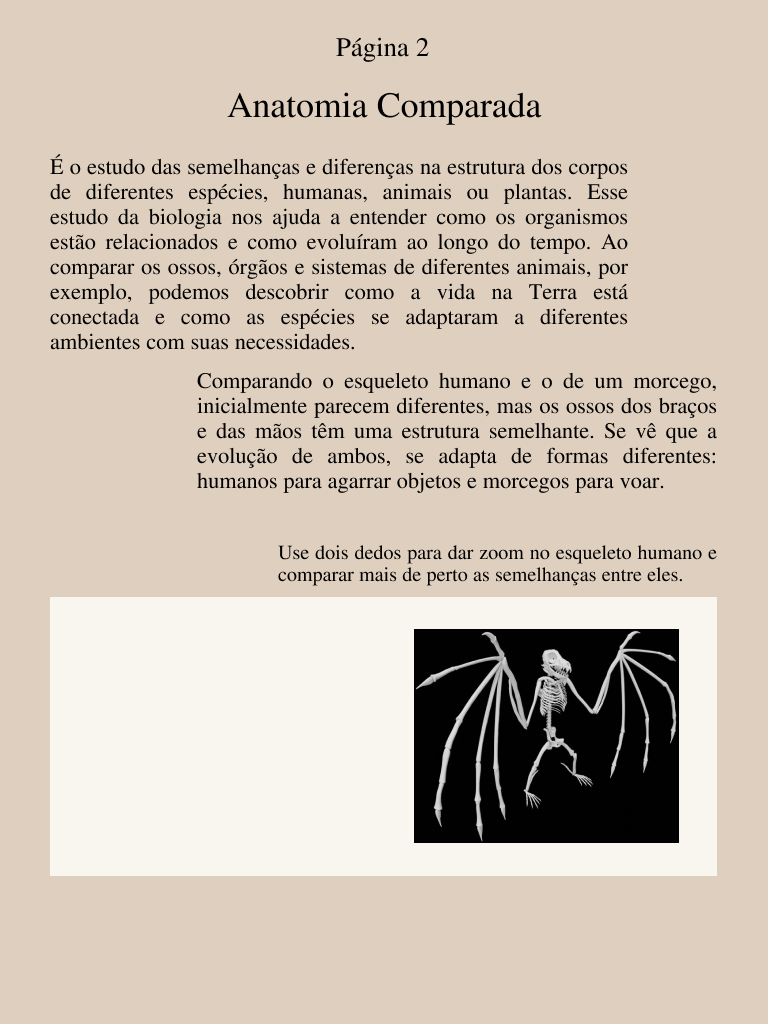 Página 2
Anatomia Comparada
É o estudo das semelhanças e diferenças na estrutura dos corpos
de diferentes espécies, humanas, animais ou plantas. Esse
estudo da biologia nos ajuda a entender como os organismos
estão relacionados e como evoluíram ao longo do tempo. Ao
comparar os ossos, órgãos e sistemas de diferentes animais, por
exemplo, podemos descobrir como a vida na Terra está
conectada e como as espécies se adaptaram a diferentes
ambientes com suas necessidades.
Comparando o esqueleto humano e o de um morcego,
inicialmente parecem diferentes, mas os ossos dos braços
e das mãos têm uma estrutura semelhante. Se vê que a
evolução de ambos, se adapta de formas diferentes:
humanos para agarrar objetos e morcegos para voar.
Use dois dedos para dar zoom no esqueleto humano e
comparar mais de perto as semelhanças entre eles.